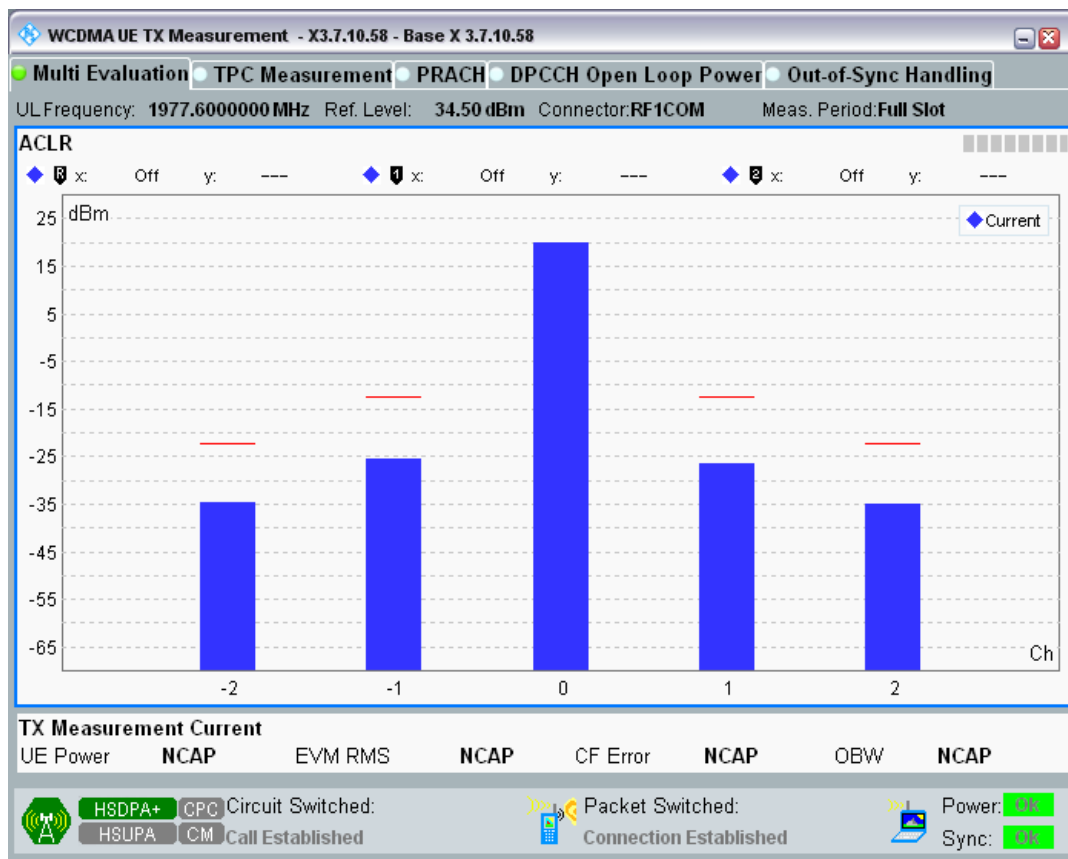 WCDMA UE TX Measurement - X3.7.10.58 - Base X 3.7.10.58
Multi Evaluation TPC Measurement PRACH DPCCH Open Loop Power Out-of-Sync Handling
UL Frequency: 1977.6000000 MHz Ref. Level: 34.50 dBm Connector: RF1COM Meas. Period: Full Slot
ACLR
R x: Off y: --- 1 x: Off y: --- 2 x: Off y: ---
dBm
Current
25
15
5
-5
-15
-25
-35
-45
-55
-65
Ch
-2 -1 0 1 2
TX Measurement Current
UE Power NCAP EVM RMS NCAP CF Error NCAP OBW NCAP
HSDPA+ CPC Circuit Switched: Packet Switched: Power: OK
HSUPA CM Call Established Connection Established Sync: OK